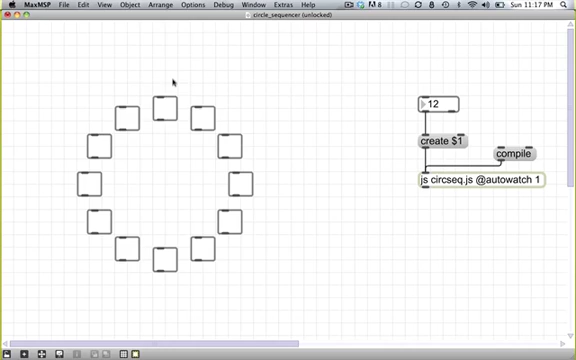 MaxMSP File Edit View Object Arrange Options Debug Window Extras Help 8 Sun 11:17 PM
circle_sequencer (unlocked)
12
create $1
compile
js circseq.js @autowatch 1